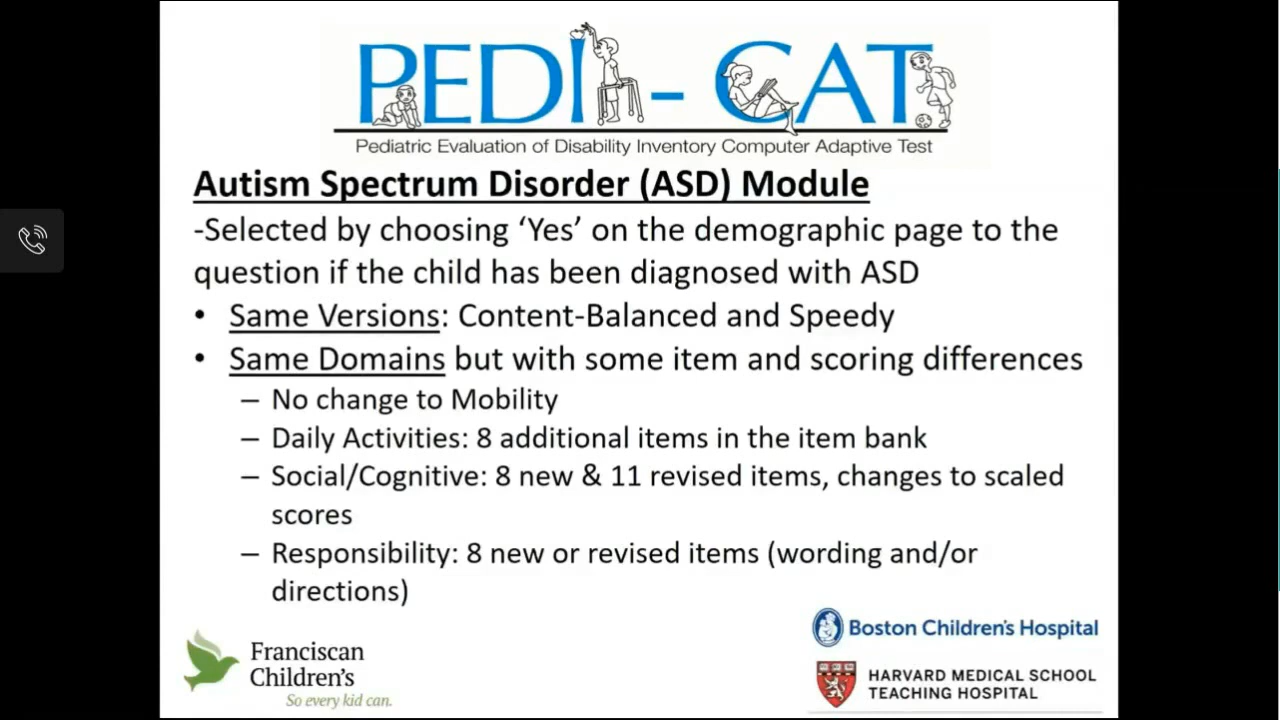 PEDI - CAT
Pediatric Evaluation of Disability Inventory Computer Adaptive Test
Autism Spectrum Disorder (ASD) Module
-Selected by choosing ‘Yes’ on the demographic page to the
question if the child has been diagnosed with ASD
• Same Versions: Content-Balanced and Speedy
• Same Domains but with some item and scoring differences
– No change to Mobility
– Daily Activities: 8 additional items in the item bank
– Social/Cognitive: 8 new & 11 revised items, changes to scaled
scores
– Responsibility: 8 new or revised items (wording and/or
directions)
Franciscan
Children's
So every kid can.
Boston Children's Hospital
HARVARD MEDICAL SCHOOL
TEACHING HOSPITAL